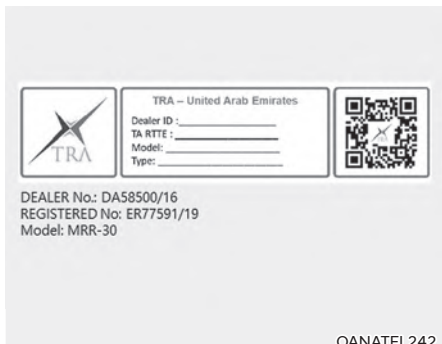 TRA – United Arab Emirates
TRA
Dealer ID :
TA RTTE :
Model:
Type:
DEALER No.: DA58500/16
REGISTERED No: ER77591/19
Model: MRR-30
OANATEL242